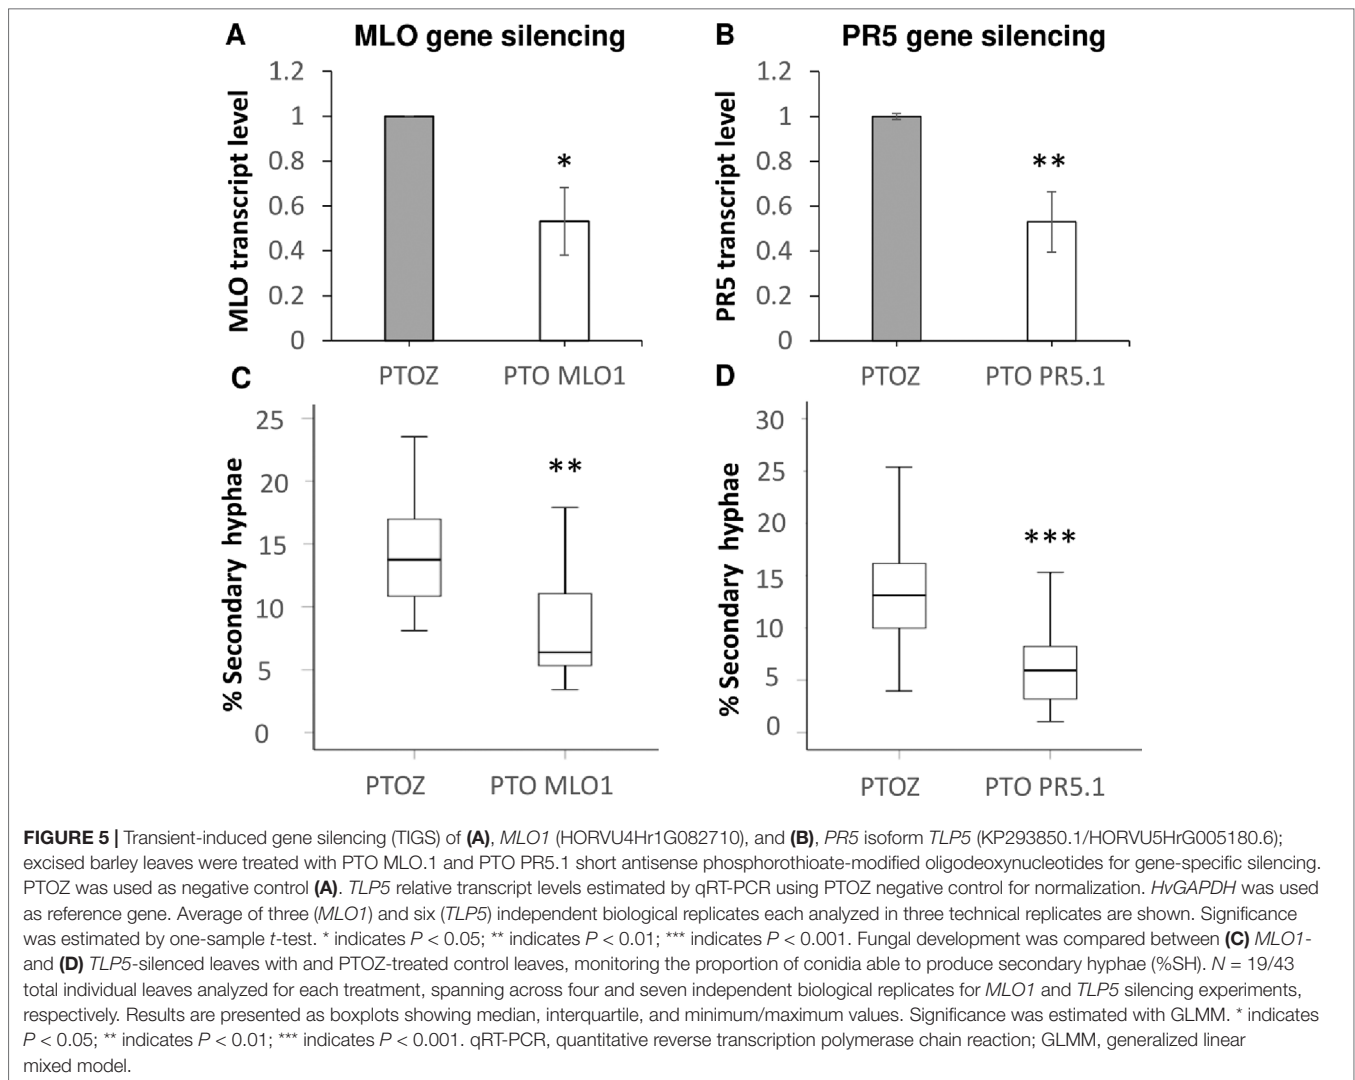 A MLO gene silencing
MLO transcript level
1.2
1
0.8
0.6
0.4
0.2
0
*
PTOZ PTO MLO1
B PR5 gene silencing
PR5 transcript level
1.2
1
0.8
0.6
0.4
0.2
0
**
PTOZ PTO PR5.1
C
% Secondary hyphae
25
20
15
10
5
0
**
PTOZ PTO MLO1
D
% Secondary hyphae
30
25
20
15
10
5
0
***
PTOZ PTO PR5.1
FIGURE 5 | Transient-induced gene silencing (TIGS) of (A), MLO1 (HORVU4Hr1G082710), and (B), PR5 isoform TLP5 (KP293850.1/HORVU5HrG005180.6);
excised barley leaves were treated with PTO MLO.1 and PTO PR5.1 short antisense phosphorothioate-modified oligodeoxynucleotides for gene-specific silencing.
PTOZ was used as negative control (A). TLP5 relative transcript levels estimated by qRT-PCR using PTOZ negative control for normalization. HvGAPDH was used
as reference gene. Average of three (MLO1) and six (TLP5) independent biological replicates each analyzed in three technical replicates are shown. Significance
was estimated by one-sample t-test. * indicates P < 0.05; ** indicates P < 0.01; *** indicates P < 0.001. Fungal development was compared between (C) MLO1-
and (D) TLP5-silenced leaves with and PTOZ-treated control leaves, monitoring the proportion of conidia able to produce secondary hyphae (%SH). N = 19/43
total individual leaves analyzed for each treatment, spanning across four and seven independent biological replicates for MLO1 and TLP5 silencing experiments,
respectively. Results are presented as boxplots showing median, interquartile, and minimum/maximum values. Significance was estimated with GLMM. * indicates
P < 0.05; ** indicates P < 0.01; *** indicates P < 0.001. qRT-PCR, quantitative reverse transcription polymerase chain reaction; GLMM, generalized linear
mixed model.